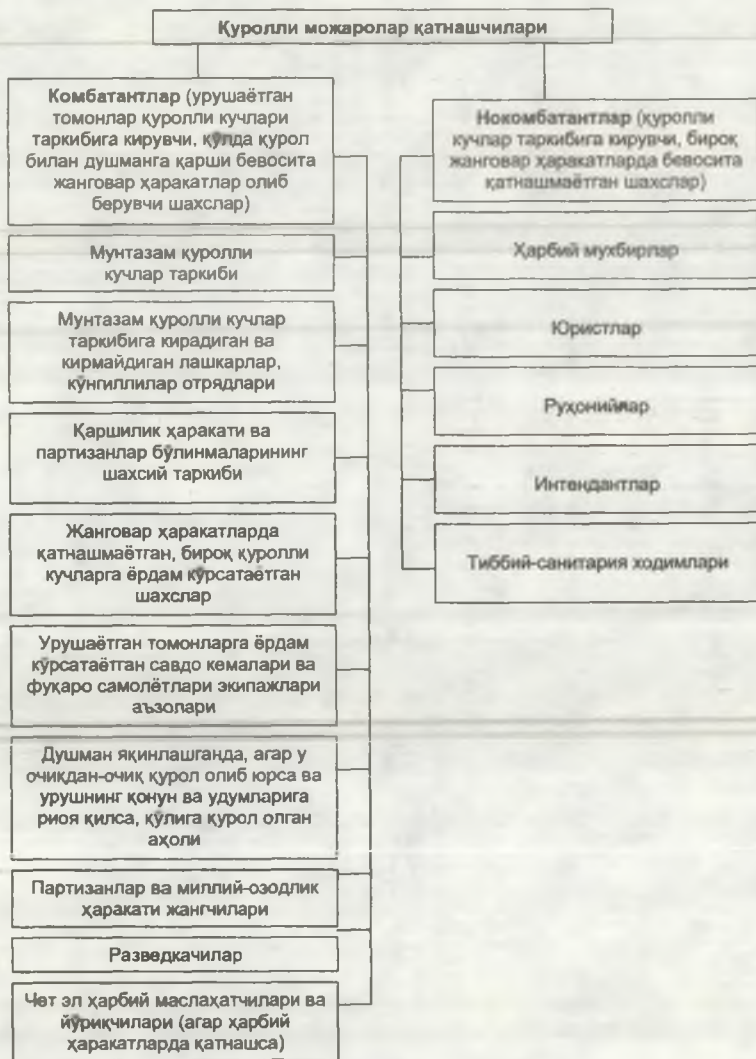 Қуролли можаролар қатнашчилари
Комбатантлар (урушаётган
томонлар қуролли кучлари
таркибига кирувчи, қўлда қурол
билан душманга қарши бевосита
жанговар ҳаракатлар олиб
берувчи шахслар)
Мунтазам қуролли
кучлар таркиби
Мунтазам қуролли кучлар
таркибига кирадиган ва
кирмайдиган лашкарлар,
кўнгиллилар отрядлари
Қаршилик ҳаракати ва
партизанлар бўлинмаларининг
шахсий таркиби
Жанговар ҳаракатларда
қатнашмаётган, бироқ қуролли
кучларга ёрдам кўрсатаётган
шахслар
Урушаётган томонларга ёрдам
кўрсатаётган савдо кемалари ва
фуқаро самолётлари экипажлари
аъзолари
Душман яқинлашганда, агар у
очиқдан-очиқ қурол олиб юрса ва
урушнинг қонун ва удумларига
риоя қилса, қўлига қурол олган
аҳоли
Партизанлар ва миллий-озодлик
ҳаракати жангчилари
Разведкачилар
Чет эл ҳарбий маслаҳатчилари ва
йўриқчилари (агар ҳарбий
ҳаракатларда қатнашса)
Нокомбатантлар (қуролли
кучлар таркибига кирувчи, бироқ
жанговар ҳаракатларда бевосита
қатнашмаётган шахслар)
Ҳарбий мухбирлар
Юристлар
Руҳонийлар
Интендантлар
Тиббий-санитария ходимлари